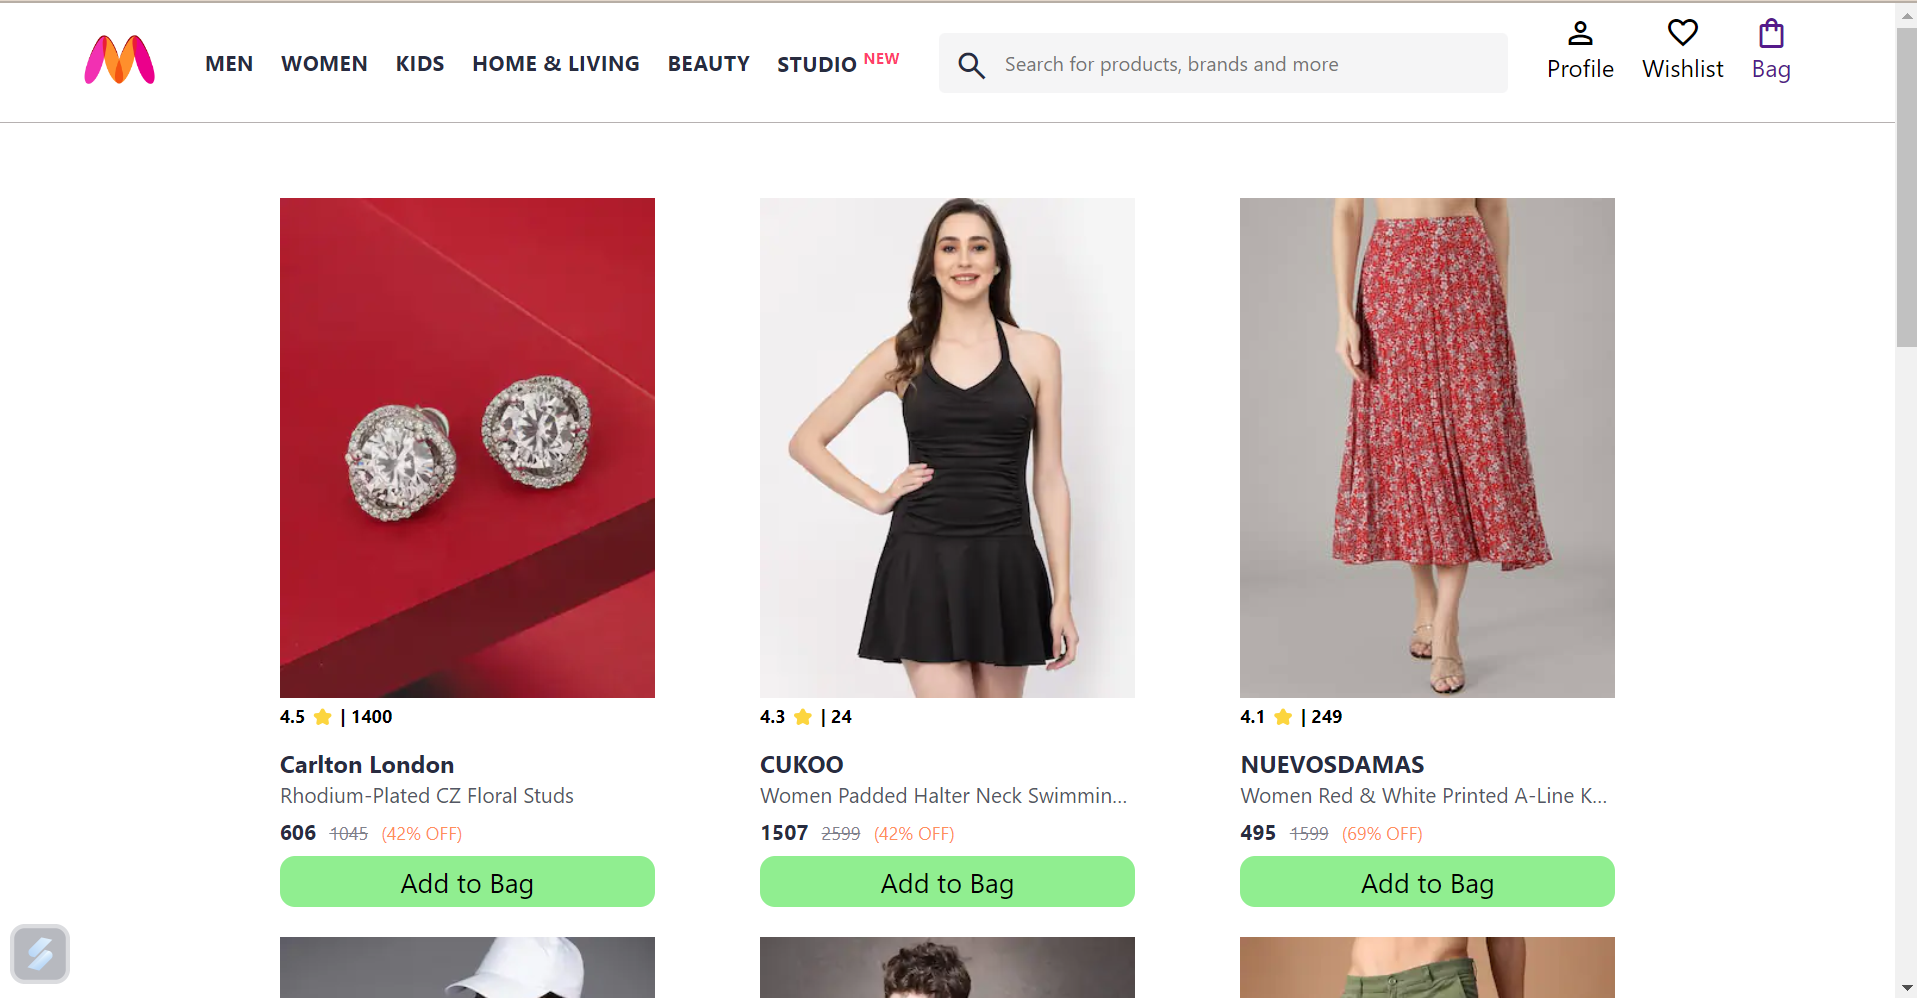 MEN WOMEN KIDS HOME & LIVING BEAUTY STUDIO NEW
Search for products, brands and more
Profile Wishlist Bag
4.5 | 1400
Carlton London
Rhodium-Plated CZ Floral Studs
606 1045 (42% OFF)
Add to Bag
4.3 | 24
CUKOO
Women Padded Halter Neck Swimmin...
1507 2599 (42% OFF)
Add to Bag
4.1 | 249
NUEVOSDAMAS
Women Red & White Printed A-Line K...
495 1599 (69% OFF)
Add to Bag